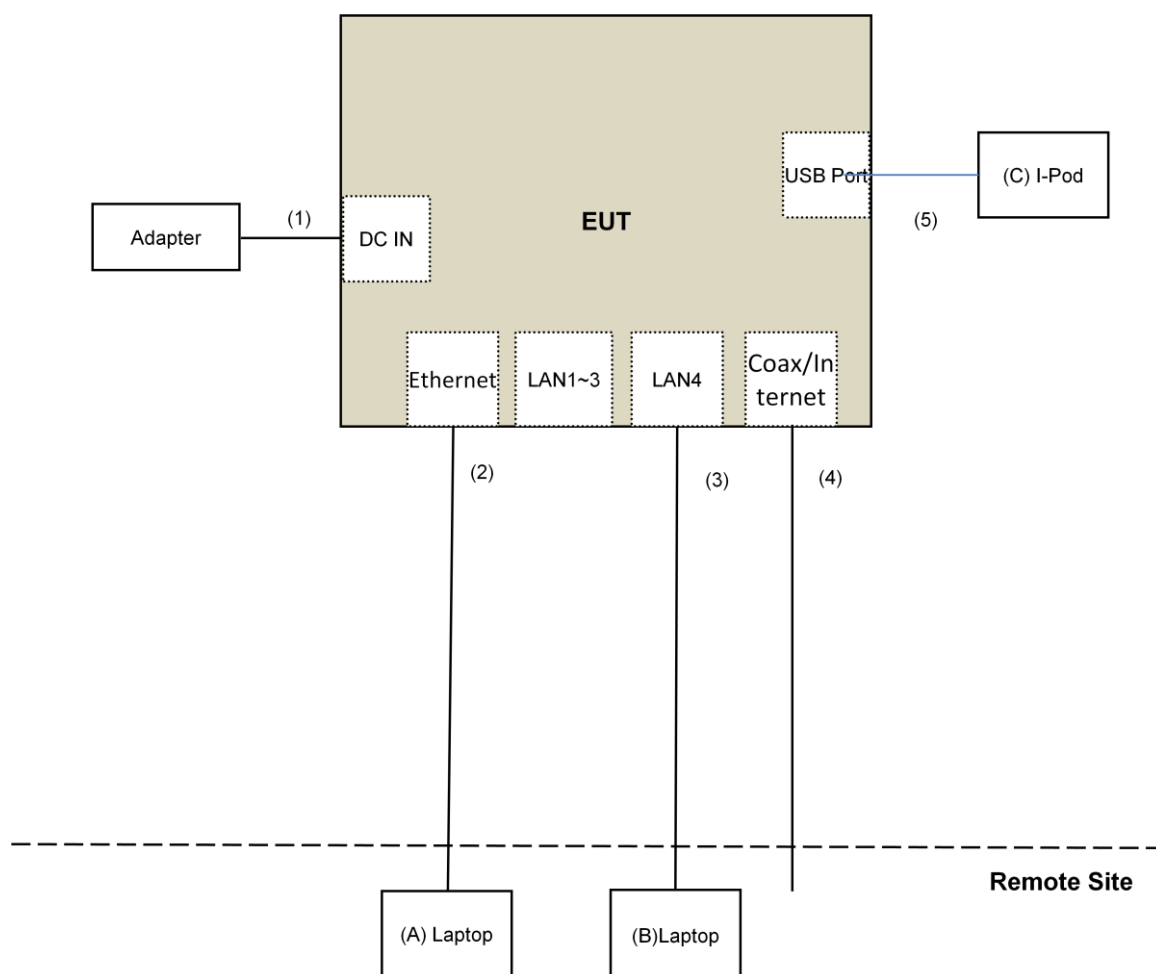 USB Port
(C) I-Pod
(1)
(5)
Adapter
DC IN
EUT
Ethernet
LAN1~3
LAN4
Coax/In
ternet
(2)
(3)
(4)
Remote Site
(A) Laptop
(B)Laptop